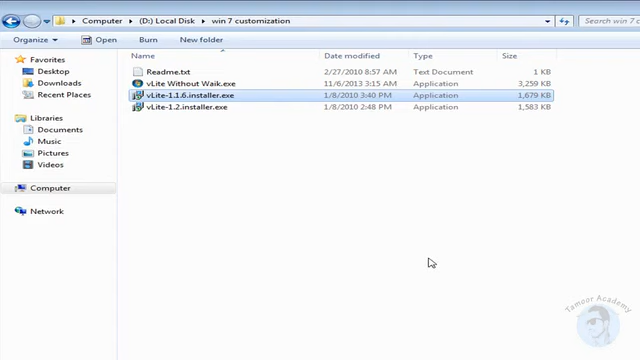 Computer ▸ (D:) Local Disk ▸ win 7 customization
Search win 7 c
Organize Open Burn New folder
Name Date modified Type Size
Favorites
Desktop
Downloads
Recent Places
Libraries
Documents
Music
Pictures
Videos
Computer
Network
Readme.txt 2/27/2010 8:57 AM Text Document 1 KB
vLite Without Waik.exe 11/6/2013 3:15 AM Application 3,259 KB
vLite-1.1.6.installer.exe 1/8/2010 3:40 PM Application 1,679 KB
vLite-1.2.installer.exe 1/8/2010 2:48 PM Application 1,583 KB
Tamoor Academy